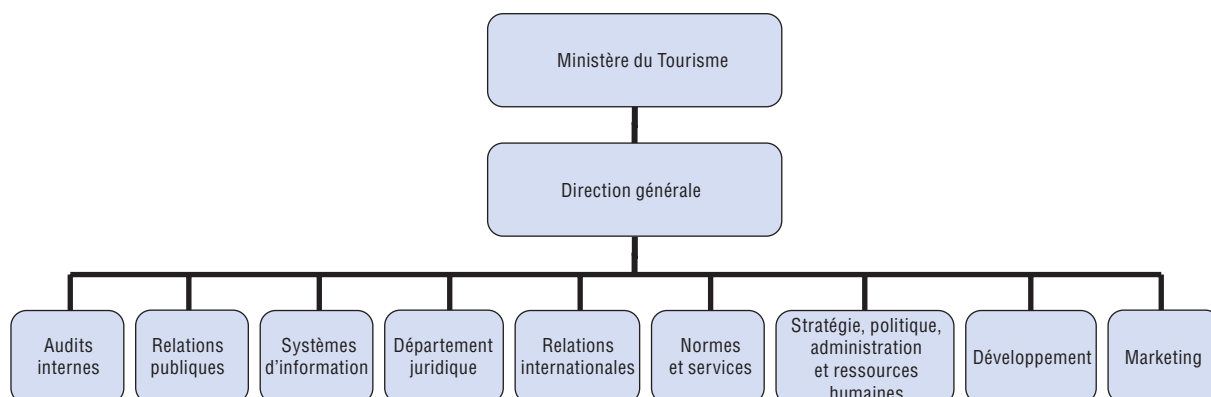 Ministère du Tourisme
Direction générale
Audits
internes
Relations
publiques
Systèmes
d’information
Département
juridique
Relations
internationales
Normes
et services
Stratégie, politique,
administration
et ressources
humaines
Développement
Marketing